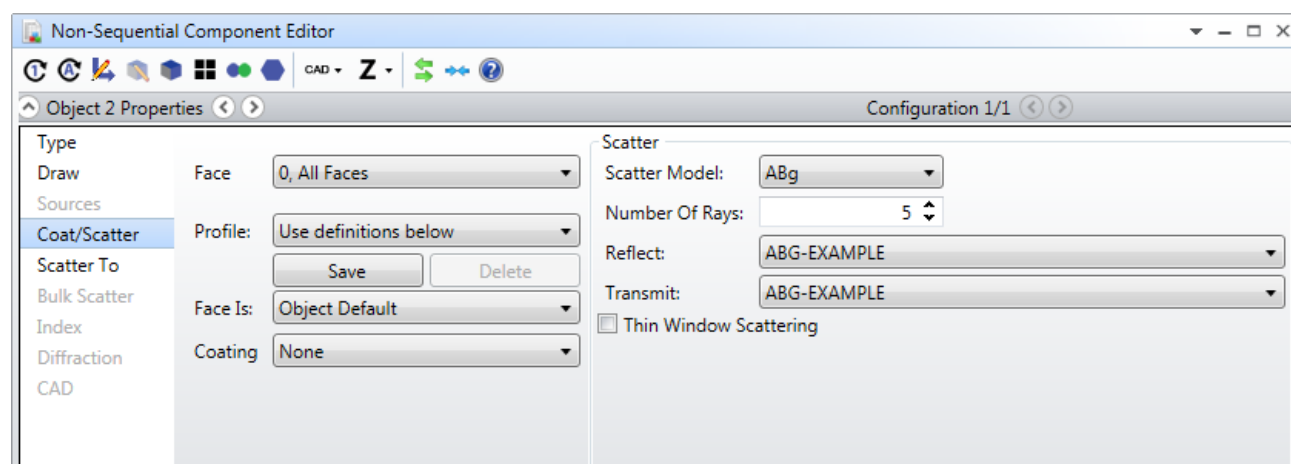 Non-Sequential Component Editor
CAD Z
Object 2 Properties Configuration 1/1
Type
Draw
Sources
Coat/Scatter
Scatter To
Bulk Scatter
Index
Diffraction
CAD
Face 0, All Faces
Profile: Use definitions below
Save Delete
Face Is: Object Default
Coating None
Scatter
Scatter Model: ABg
Number Of Rays: 5
Reflect: ABG-EXAMPLE
Transmit: ABG-EXAMPLE
Thin Window Scattering